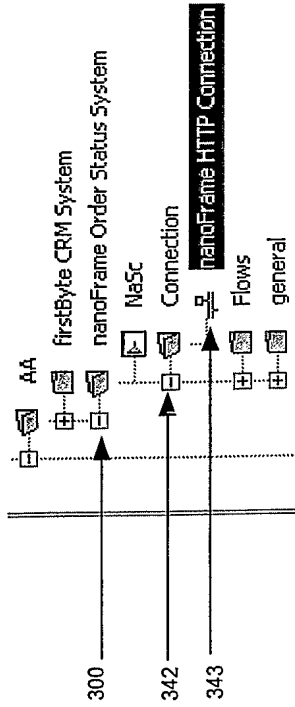 AA
firstByte CRM System
300 nanoFrame Order Status System
NaSc
342 Connection
343 nanoFrame HTTP Connection
Flows
general